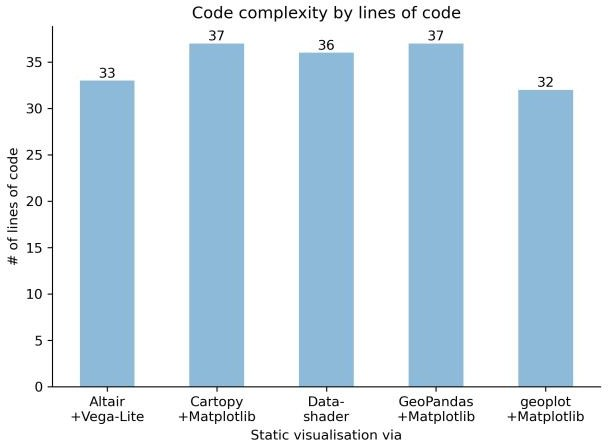 Code complexity by lines of code
# of lines of code
35
30
25
20
15
10
5
0
33
37
36
37
32
Altair
+Vega-Lite
Cartopy
+Matplotlib
Data-
shader
GeoPandas
+Matplotlib
geoplot
+Matplotlib
Static visualisation via